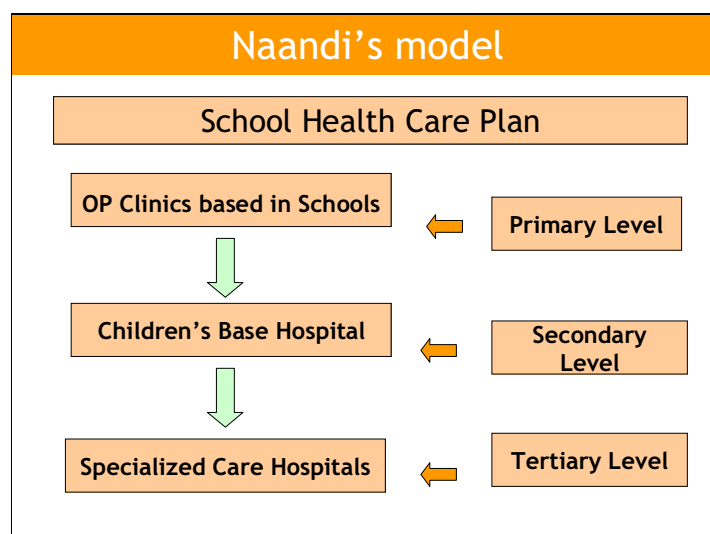 Naandi’s model
School Health Care Plan
OP Clinics based in Schools
Primary Level
Children’s Base Hospital
Secondary
Level
Specialized Care Hospitals
Tertiary Level